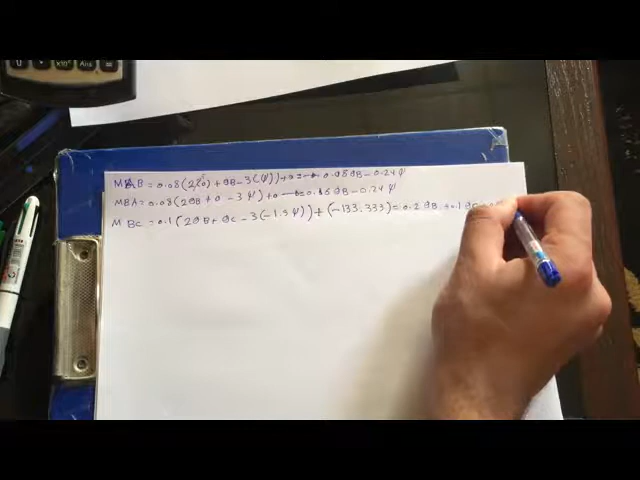 MAB = 0.08(2(0) + θB - 3(ψ)) + 0 = 0.08θB - 0.24ψ
MBA = 0.08(2θB + 0 - 3ψ) + 0 = 0.16θB - 0.24ψ
MBC = 0.1(2θB + θC - 3(-1.5ψ)) + (-133.333) = 0.2θB + 0.1θC